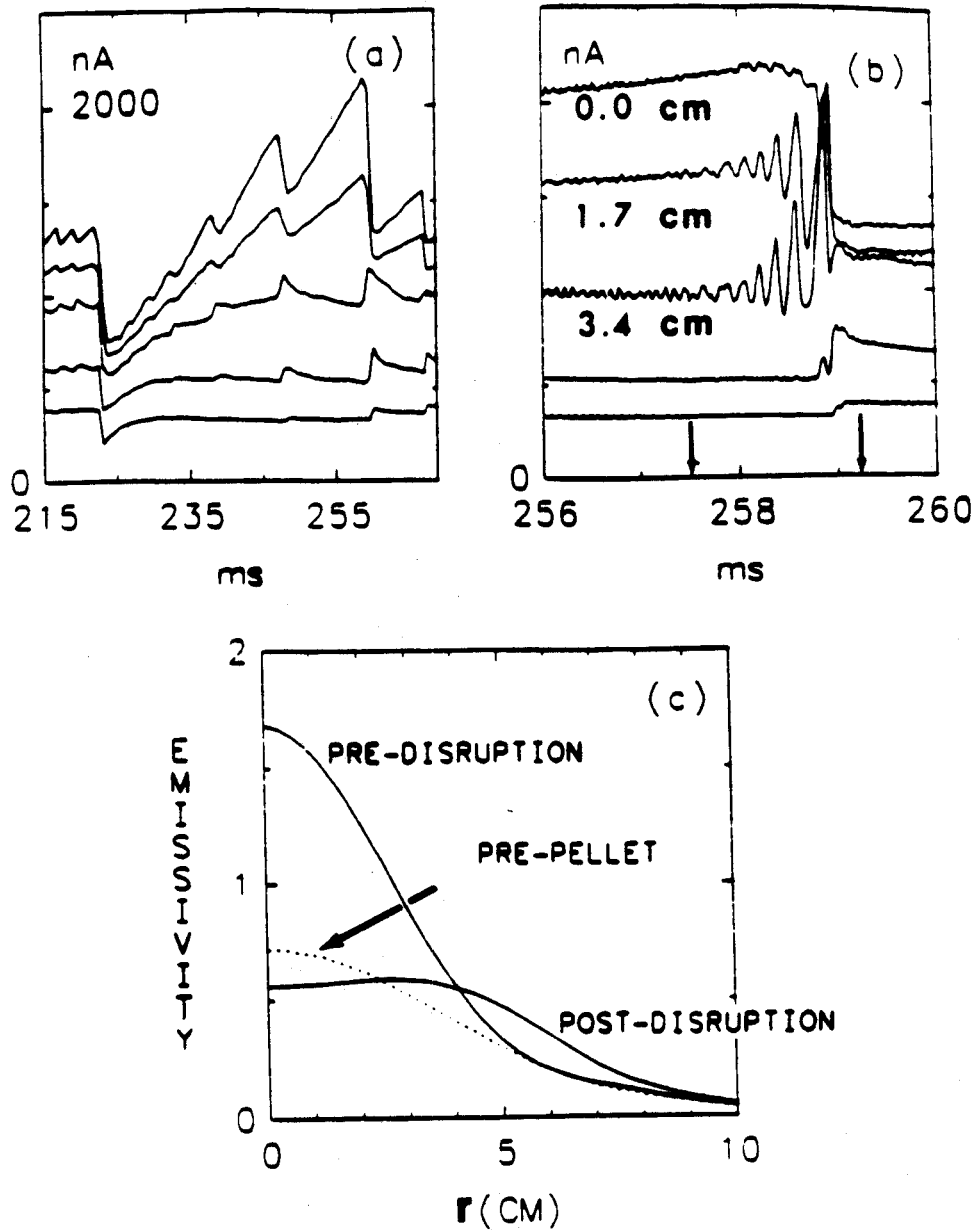 nA
2000
(a)
0
215
235
255
ms
nA
(b)
0.0 cm
1.7 cm
3.4 cm
0
256
258
260
ms
2
(c)
EMISSIVITY
PRE-DISRUPTION
PRE-PELLET
1
POST-DISRUPTION
0
0
5
10
r(CM)